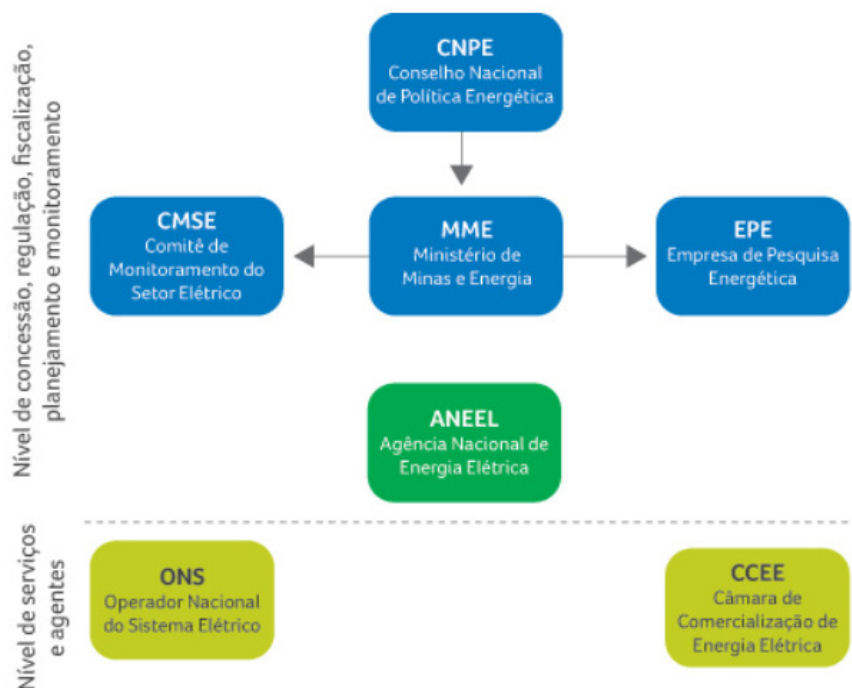 Nível de concessão, regulação, fiscalização,
planejamento e monitoramento
CNPE
Conselho Nacional
de Política Energética
CMSE
Comitê de
Monitoramento do
Setor Elétrico
MME
Ministério de
Minas e Energia
EPE
Empresa de Pesquisa
Energética
ANEEL
Agência Nacional de
Energia Elétrica
Nível de serviços
e agentes
ONS
Operador Nacional
do Sistema Elétrico
CCEE
Câmara de
Comercialização de
Energia Elétrica